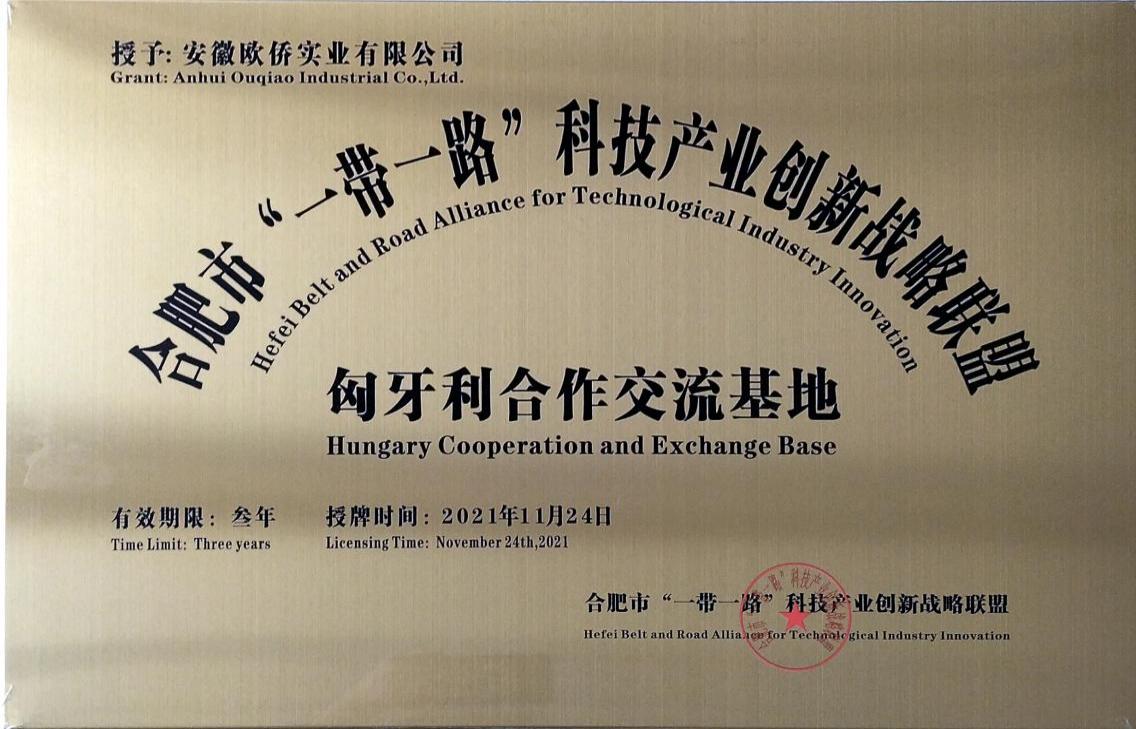 授予: 安徽欧侨实业有限公司
Grant: Anhui Ouqiao Industrial Co.,Ltd.
合肥市“一带一路”科技产业创新战略联盟
Hefei Belt and Road Alliance for Technological Industry Innovation
匈牙利合作交流基地
Hungary Cooperation and Exchange Base
有效期限: 叁年 授牌时间: 2021年11月24日
Time Limit: Three years Licensing Time: November 24th,2021
合肥市“一带一路”科技产业创新战略联盟
Hefei Belt and Road Alliance for Technological Industry Innovation